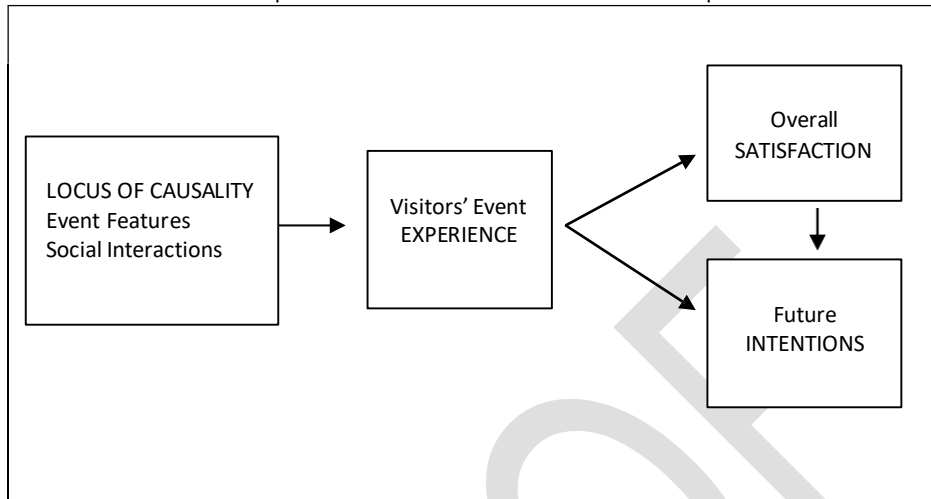 LOCUS OF CAUSALITY
Event Features
Social Interactions
Visitors’ Event
EXPERIENCE
Overall
SATISFACTION
Future
INTENTIONS